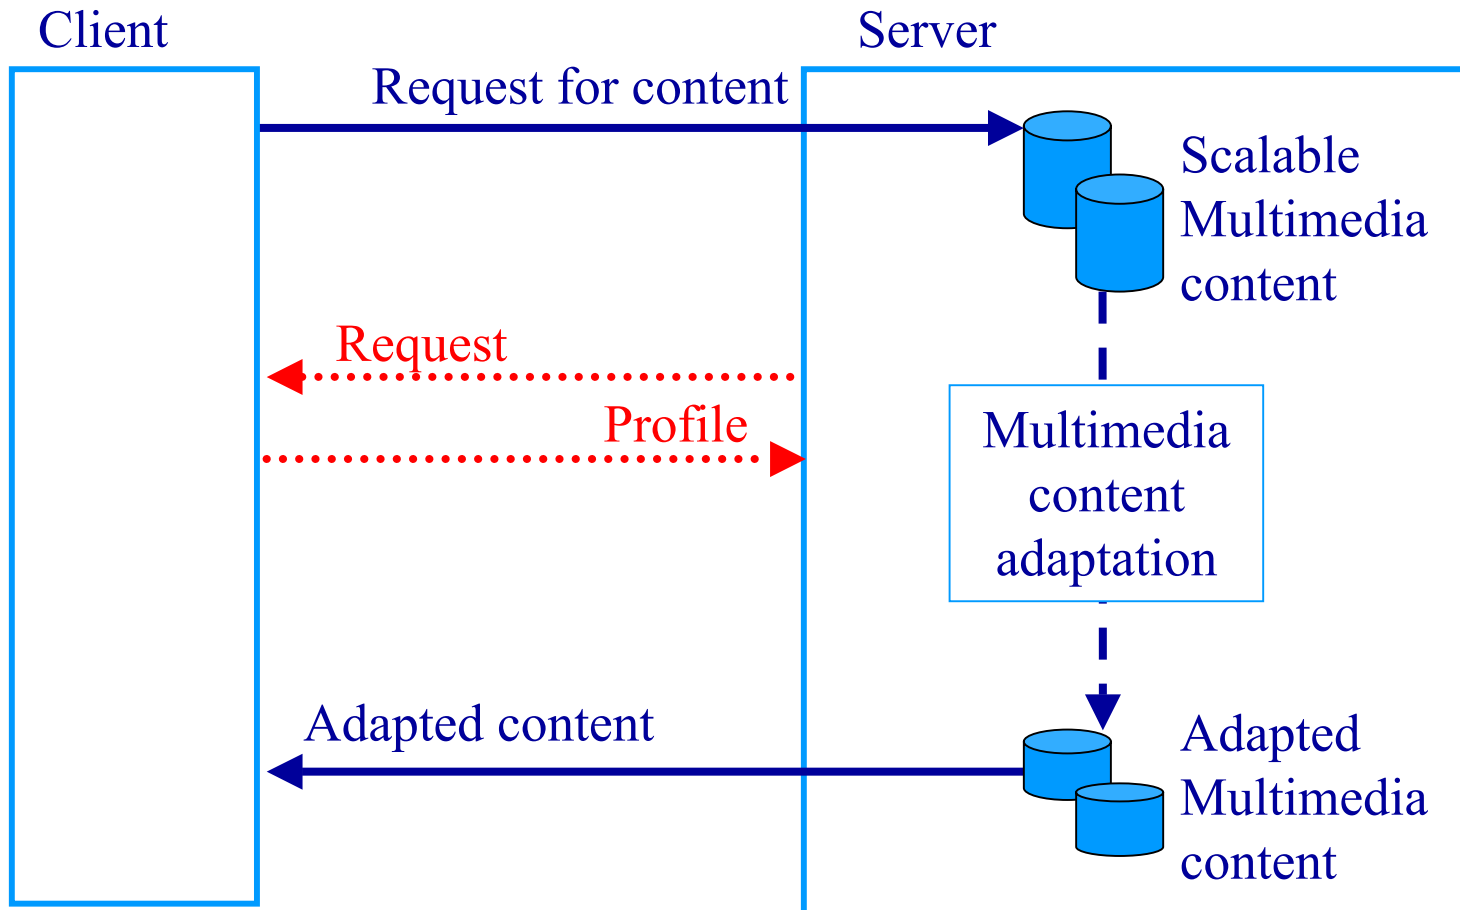 Client
Server
Request for content
Scalable
Multimedia
content
Request
Profile
Multimedia
content
adaptation
Adapted content
Adapted
Multimedia
content